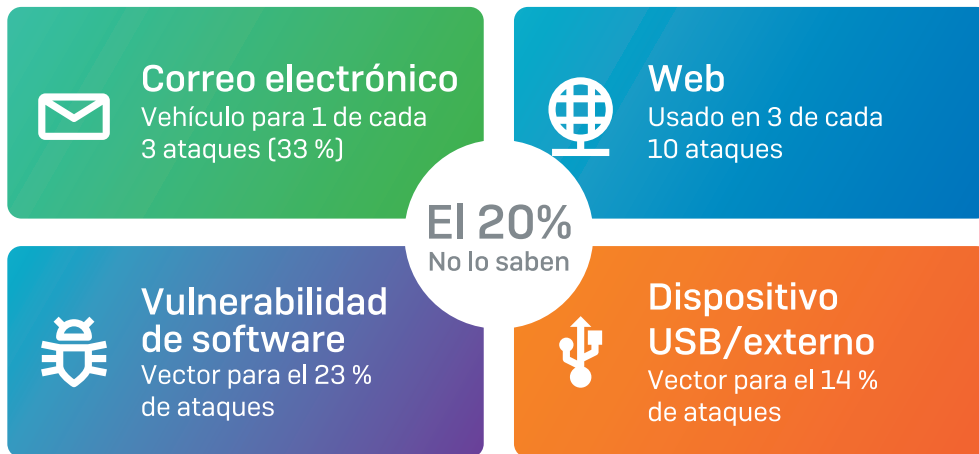 Correo electrónico
Vehículo para 1 de cada
3 ataques (33 %)
Web
Usado en 3 de cada
10 ataques
El 20%
No lo saben
Vulnerabilidad
de software
Vector para el 23 %
de ataques
Dispositivo
USB/externo
Vector para el 14 %
de ataques